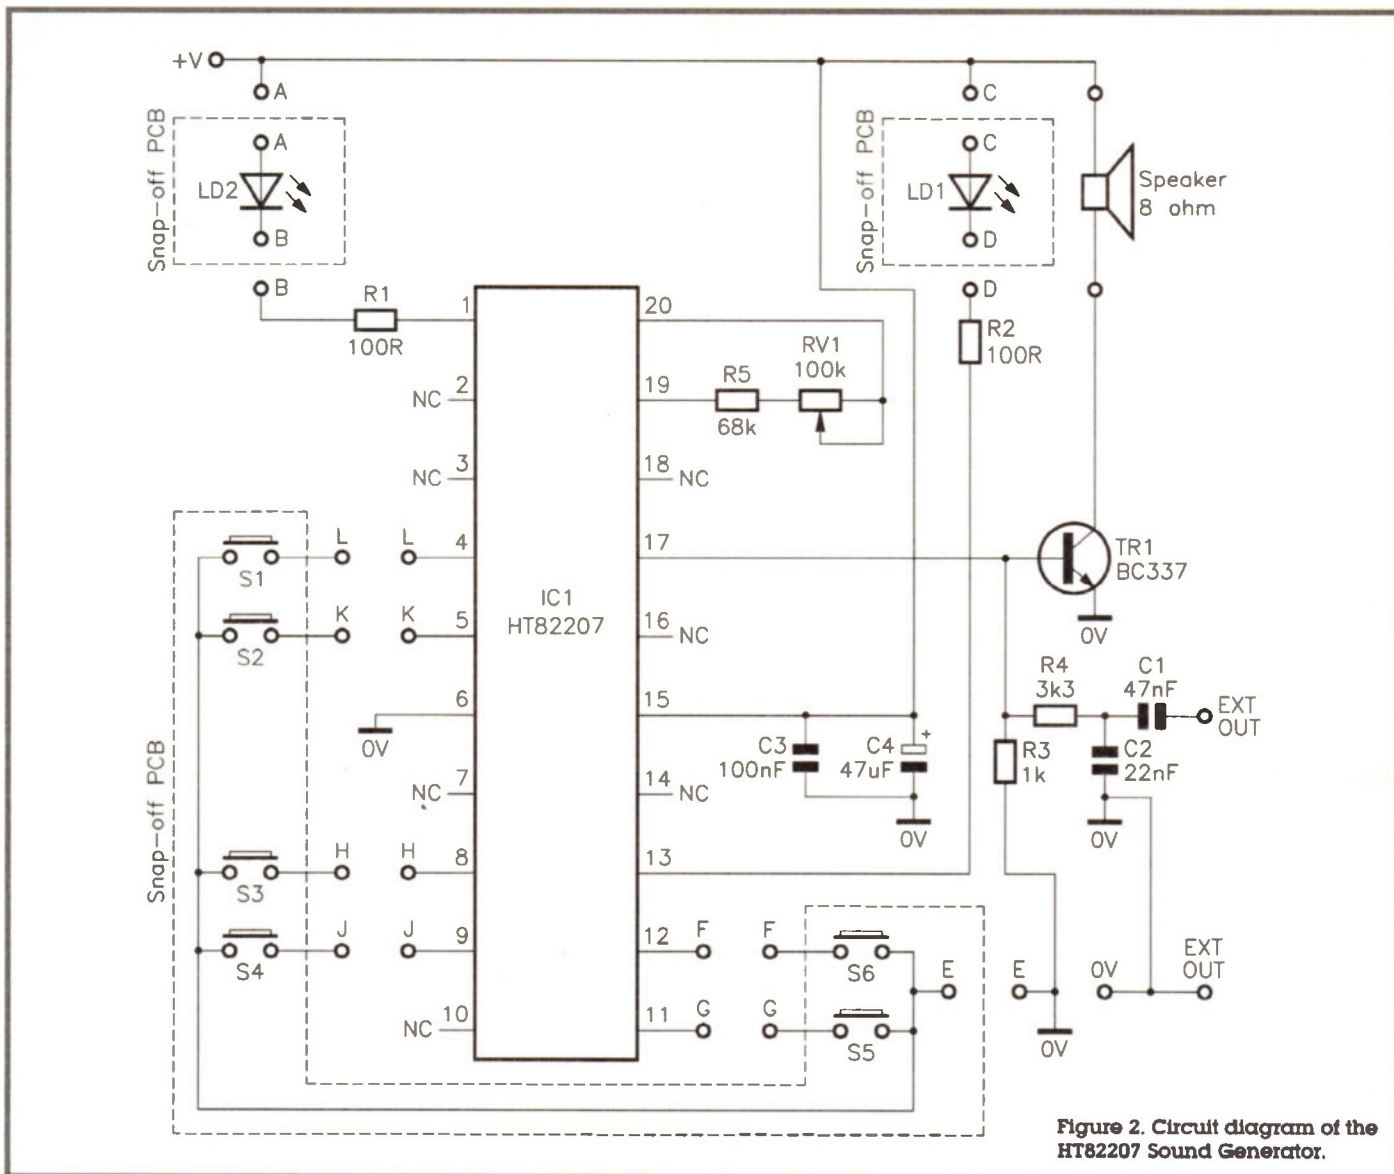 +V
A
C
Snap-off PCB
A
LD2
B
B
Snap-off PCB
C
LD1
D
D
Speaker
8 ohm
R1
100R
R2
100R
1
20
RV1
100k
R5
68k
NC 2
19
NC 3
18 NC
S1
L
L
4
17
TR1
BC337
0V
IC1
HT82207
S2
K
K
5
16 NC
R4
3k3
C1
47nF
EXT
OUT
6
0V
15
C3
100nF
C4
+
47uF
0V
R3
1k
C2
22nF
0V
Snap-off PCB
NC 7
14 NC
S3
H
H
8
13
S4
J
J
9
12
F
F
S6
E
E
0V
EXT
OUT
NC 10
11
G
G
S5
0V
Figure 2. Circuit diagram of the
HT82207 Sound Generator.